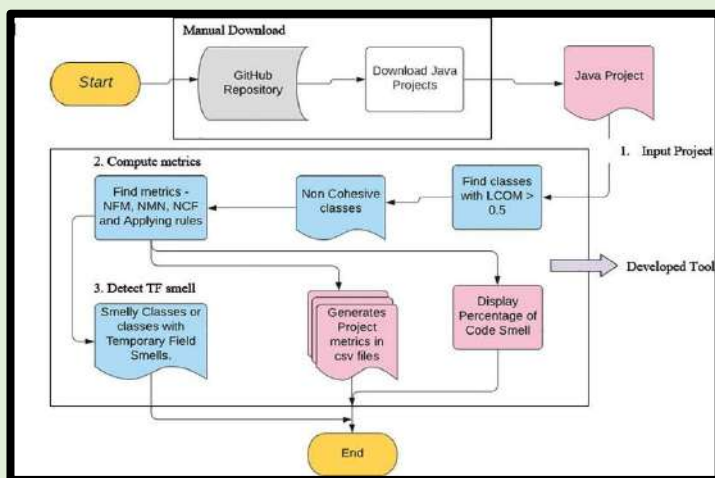 Manual Download
Start
GitHub
Repository
Download Java
Projects
Java Project
1. Input Project
2. Compute metrics
Find metrics -
NFM, NMN, NCF
and Applying rules
Non Cohesive
classes
Find classes
with LCOM >
0.5
Developed Tool
3. Detect TF smell
Smelly Classes or
classes with
Temporary Field
Smells.
Generates
Project
metrics in
csv files
Display
Percentage of
Code Smell
End